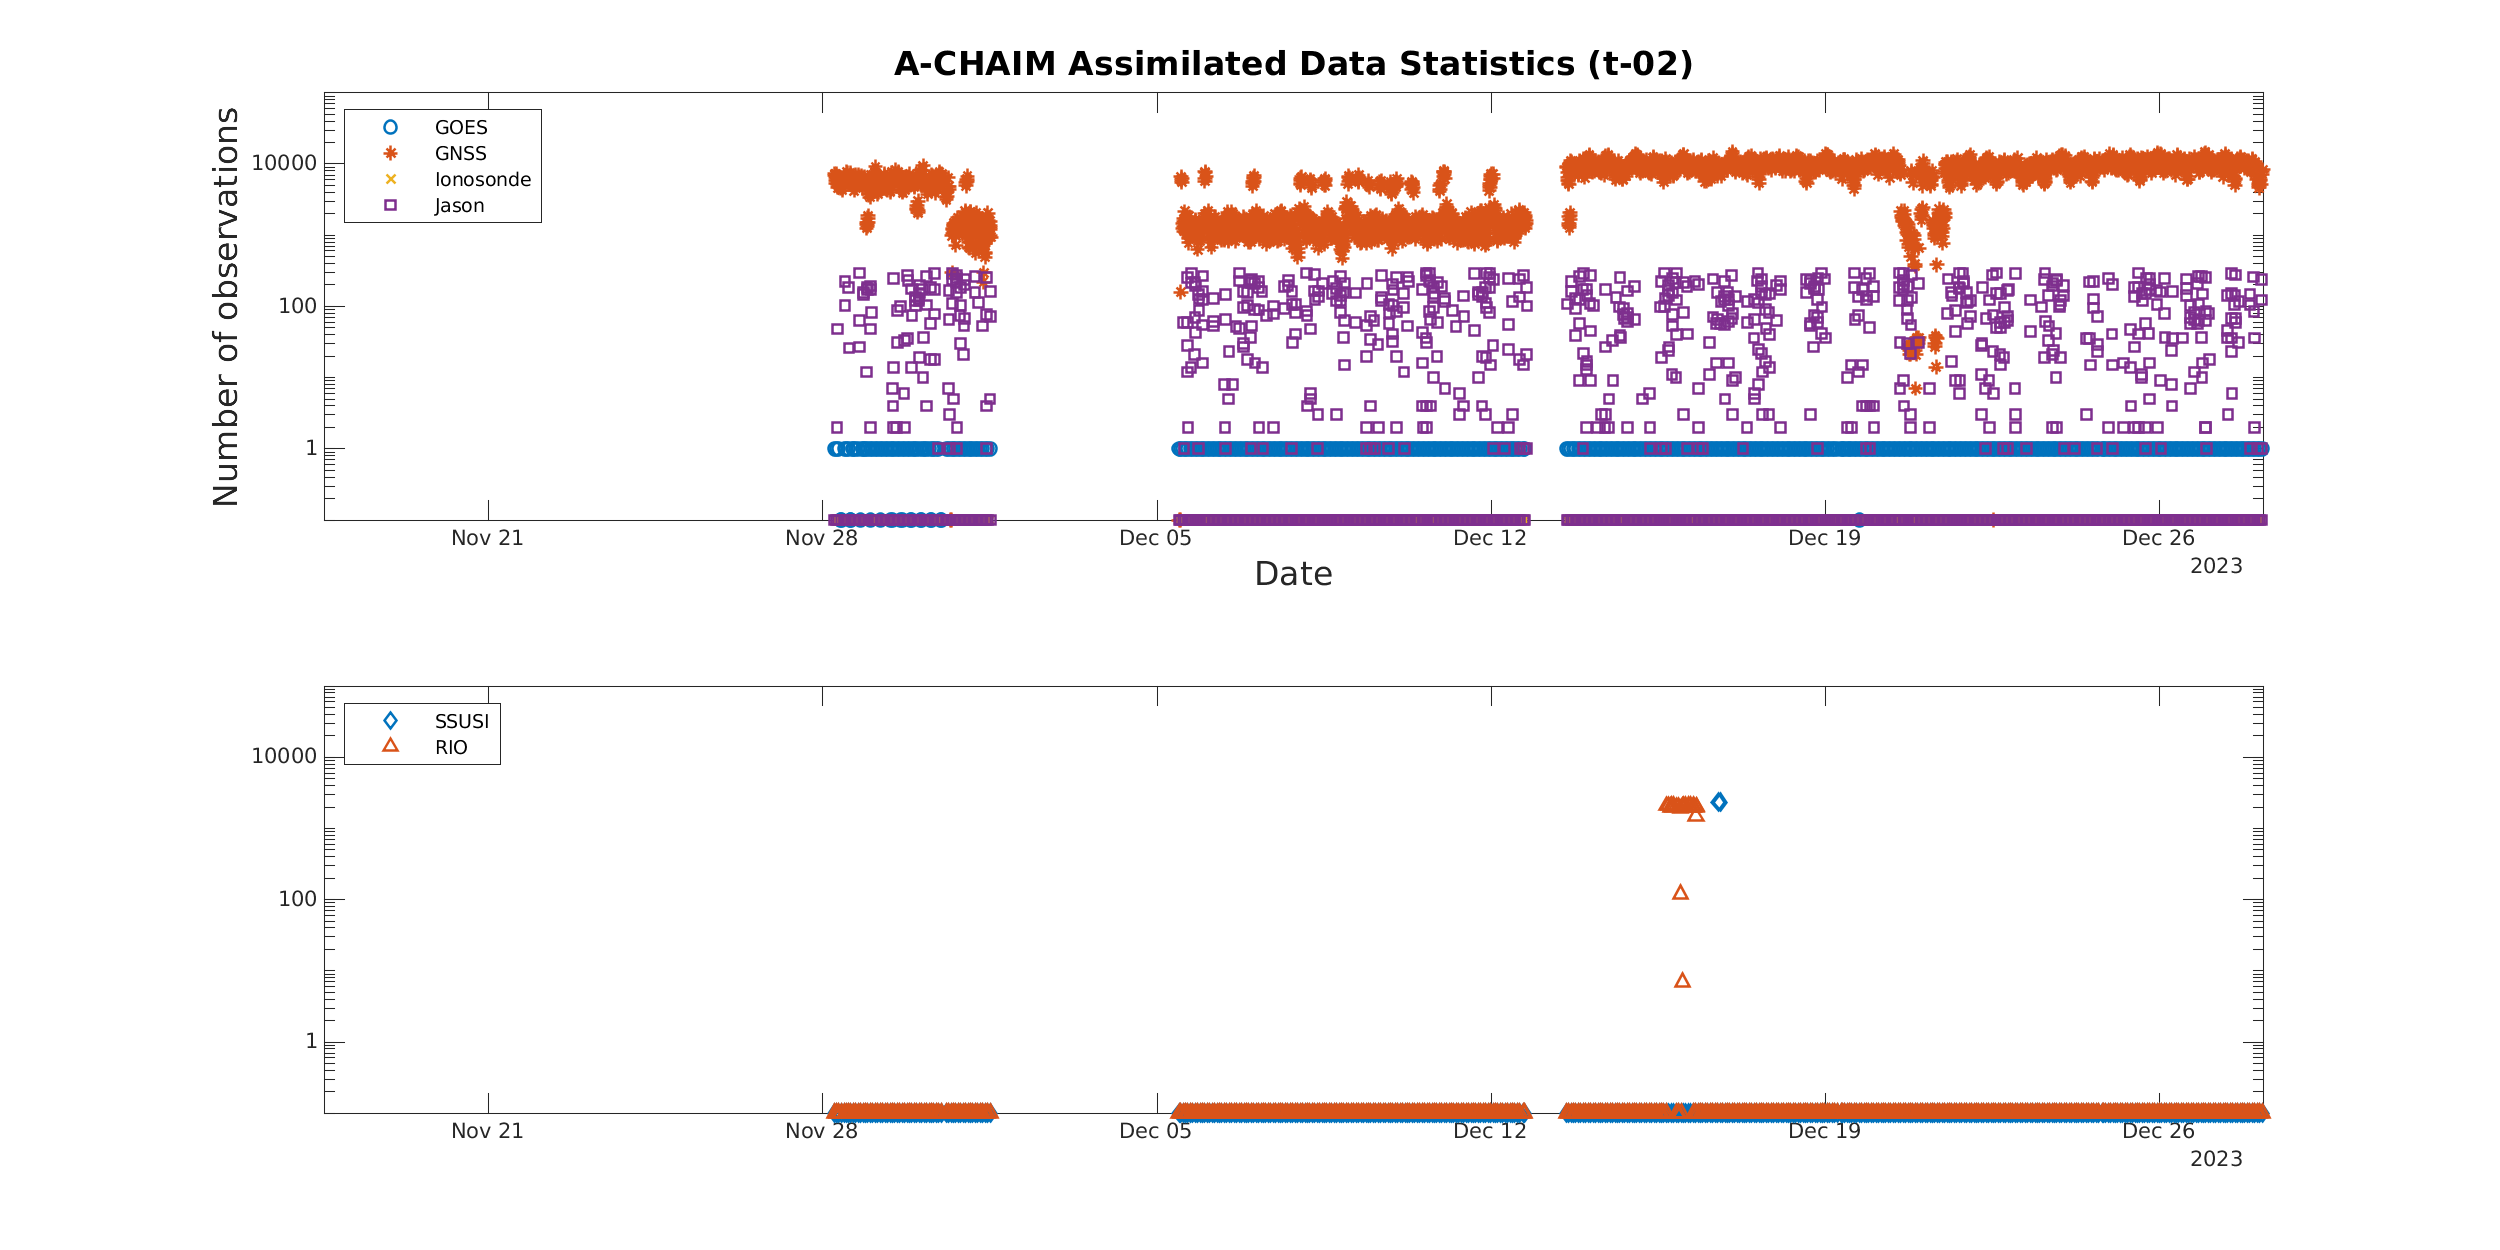 A-CHAIM Assimilated Data Statistics (t-02)
Number of observations
GOES
GNSS
Ionosonde
Jason
10000
100
1
Nov 21
Nov 28
Dec 05
Dec 12
Dec 19
Dec 26
2023
Date
SSUSI
RIO
10000
100
1
Nov 21
Nov 28
Dec 05
Dec 12
Dec 19
Dec 26
2023